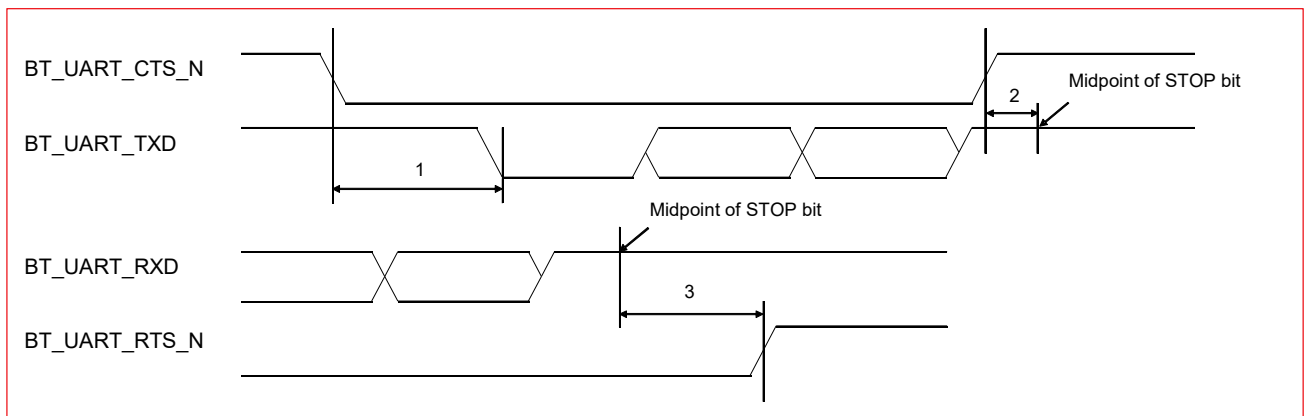 BT_UART_CTS_N
2
Midpoint of STOP bit
BT_UART_TXD
1
Midpoint of STOP bit
BT_UART_RXD
3
BT_UART_RTS_N